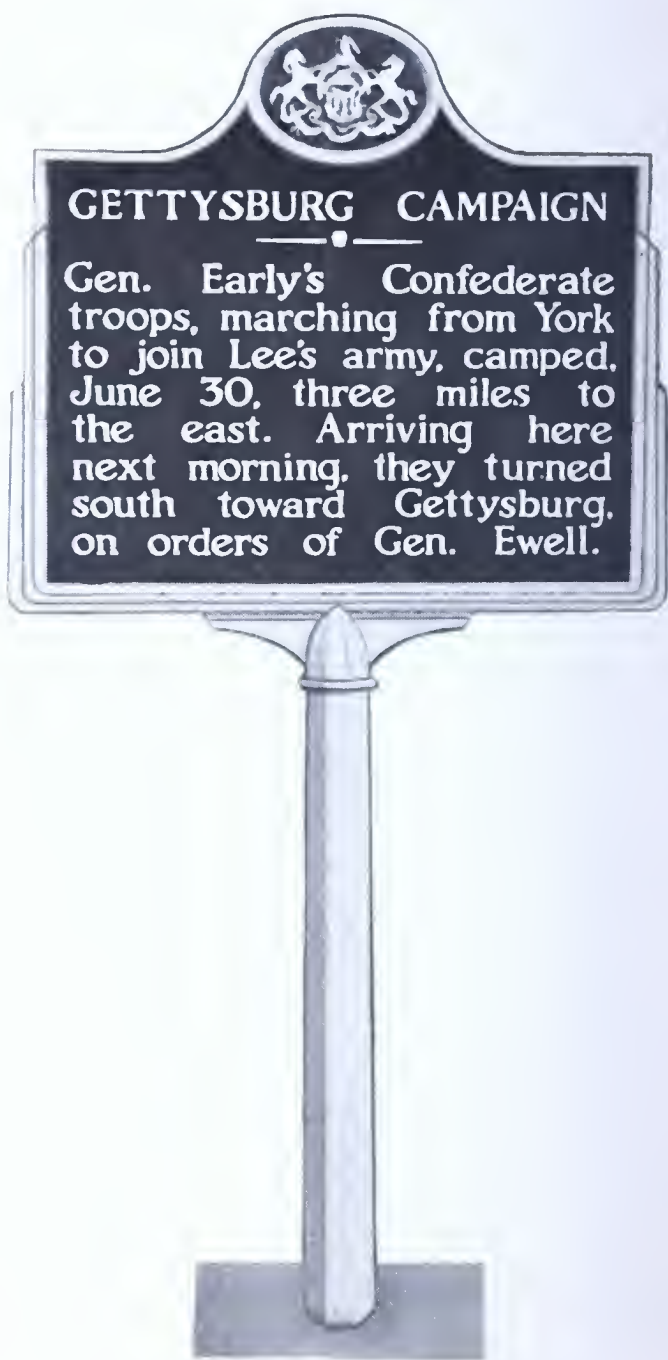 GETTYSBURG CAMPAIGN
Gen. Early's Confederate
troops, marching from York
to join Lee's army, camped,
June 30, three miles to
the east. Arriving here
next morning, they turned
south toward Gettysburg,
on orders of Gen. Ewell.